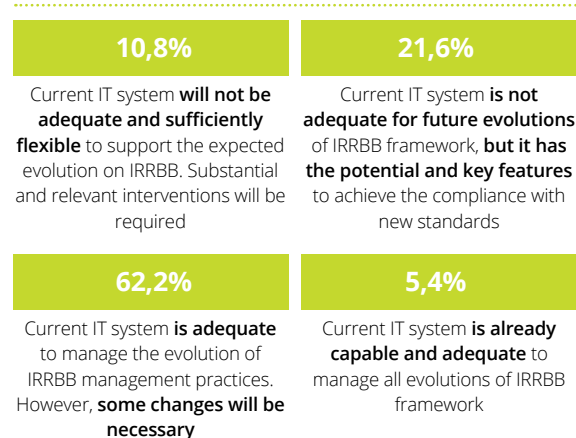 10,8%
Current IT system will not be
adequate and sufficiently
flexible to support the expected
evolution on IRRBB. Substantial
and relevant interventions will be
required
21,6%
Current IT system is not
adequate for future evolutions
of IRRBB framework, but it has
the potential and key features
to achieve the compliance with
new standards
62,2%
Current IT system is adequate
to manage the evolution of
IRRBB management practices.
However, some changes will be
necessary
5,4%
Current IT system is already
capable and adequate to
manage all evolutions of IRRBB
framework